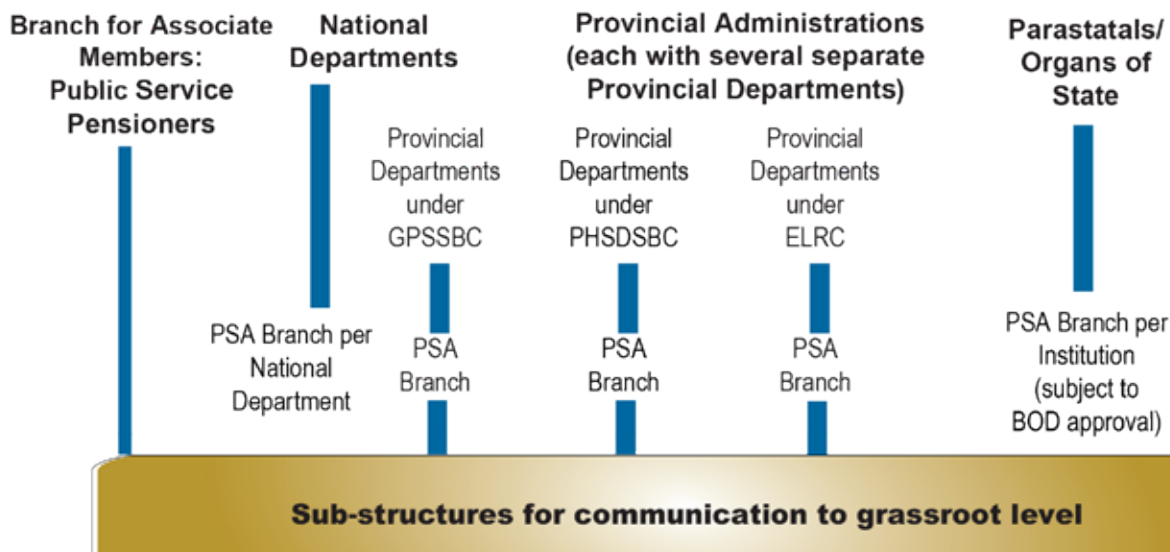 Branch for Associate
Members:
Public Service
Pensioners
National
Departments
PSA Branch per
National
Department
Provincial Administrations
(each with several separate
Provincial Departments)
Provincial
Departments
under
GPSSBC
PSA
Branch
Provincial
Departments
under
PHSDSBC
PSA
Branch
Provincial
Departments
under
ELRC
PSA
Branch
Parastatals/
Organs of
State
PSA Branch per
Institution
(subject to
BOD approval)
Sub-structures for communication to grassroot level